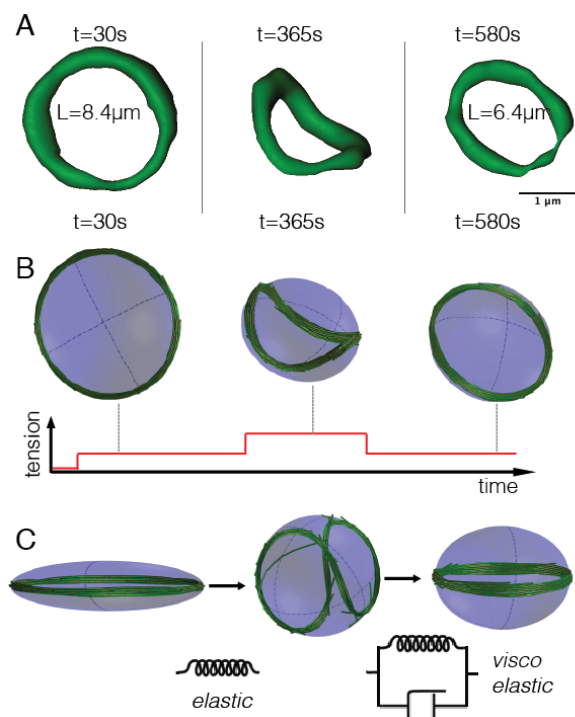 A
t=30s
t=365s
t=580s
L=8.4µm
L=6.4µm
1 µm
t=30s
t=365s
t=580s
B
tension
time
C
elastic
visco
elastic